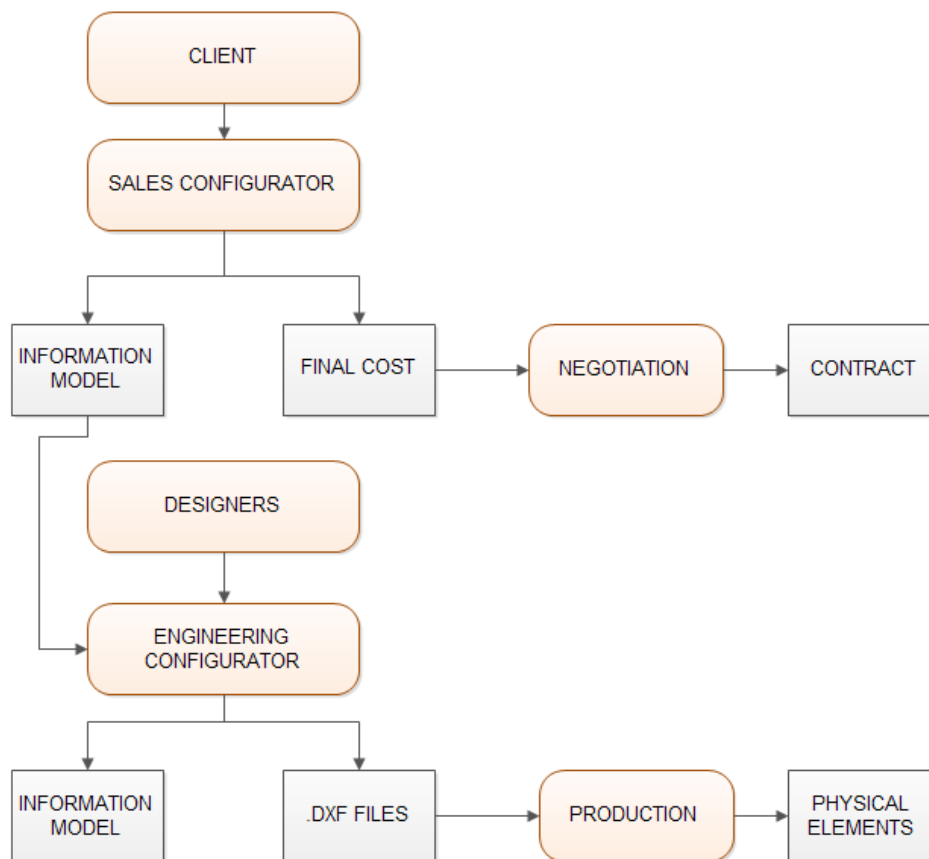 CLIENT
SALES CONFIGURATOR
INFORMATION
MODEL
FINAL COST
NEGOTIATION
CONTRACT
DESIGNERS
ENGINEERING
CONFIGURATOR
INFORMATION
MODEL
.DXF FILES
PRODUCTION
PHYSICAL
ELEMENTS